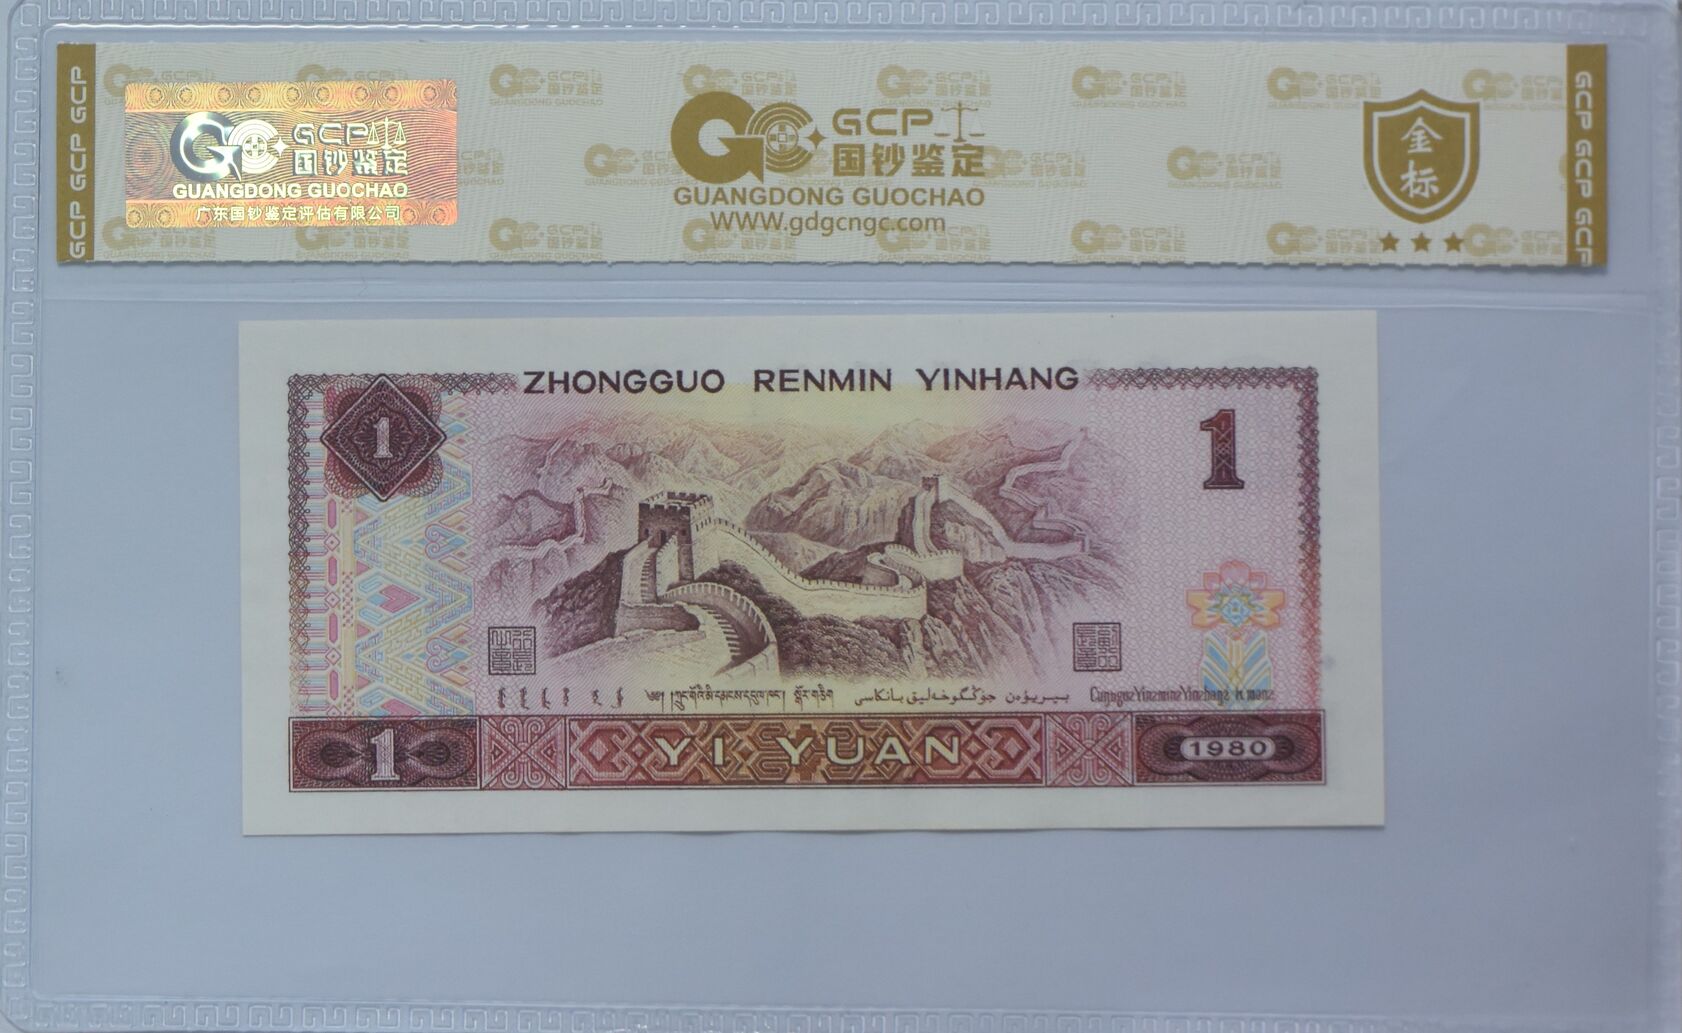 GCP GCP GCP
GCP 国钞鉴定
GUANGDONG GUOCHAO
广东国钞鉴定评估有限公司
GCP
国钞鉴定
GUANGDONG GUOCHAO
WWW.gdgcngc.com
金标
GCP GCP GCP
ZHONGGUO RENMIN YINHANG
1
1
YI YUAN
1
1980